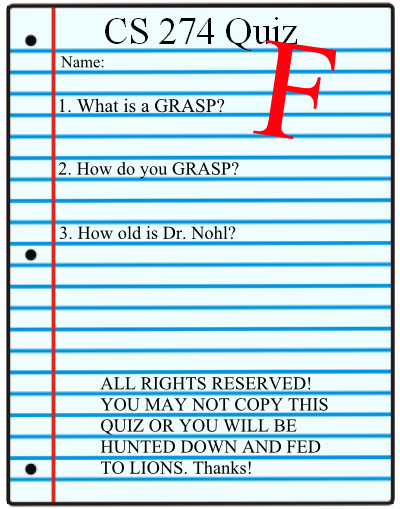 CS 274 Quiz
F
Name:
1. What is a GRASP?
2. How do you GRASP?
3. How old is Dr. Nohl?
ALL RIGHTS RESERVED!
YOU MAY NOT COPY THIS
QUIZ OR YOU WILL BE
HUNTED DOWN AND FED
TO LIONS. Thanks!